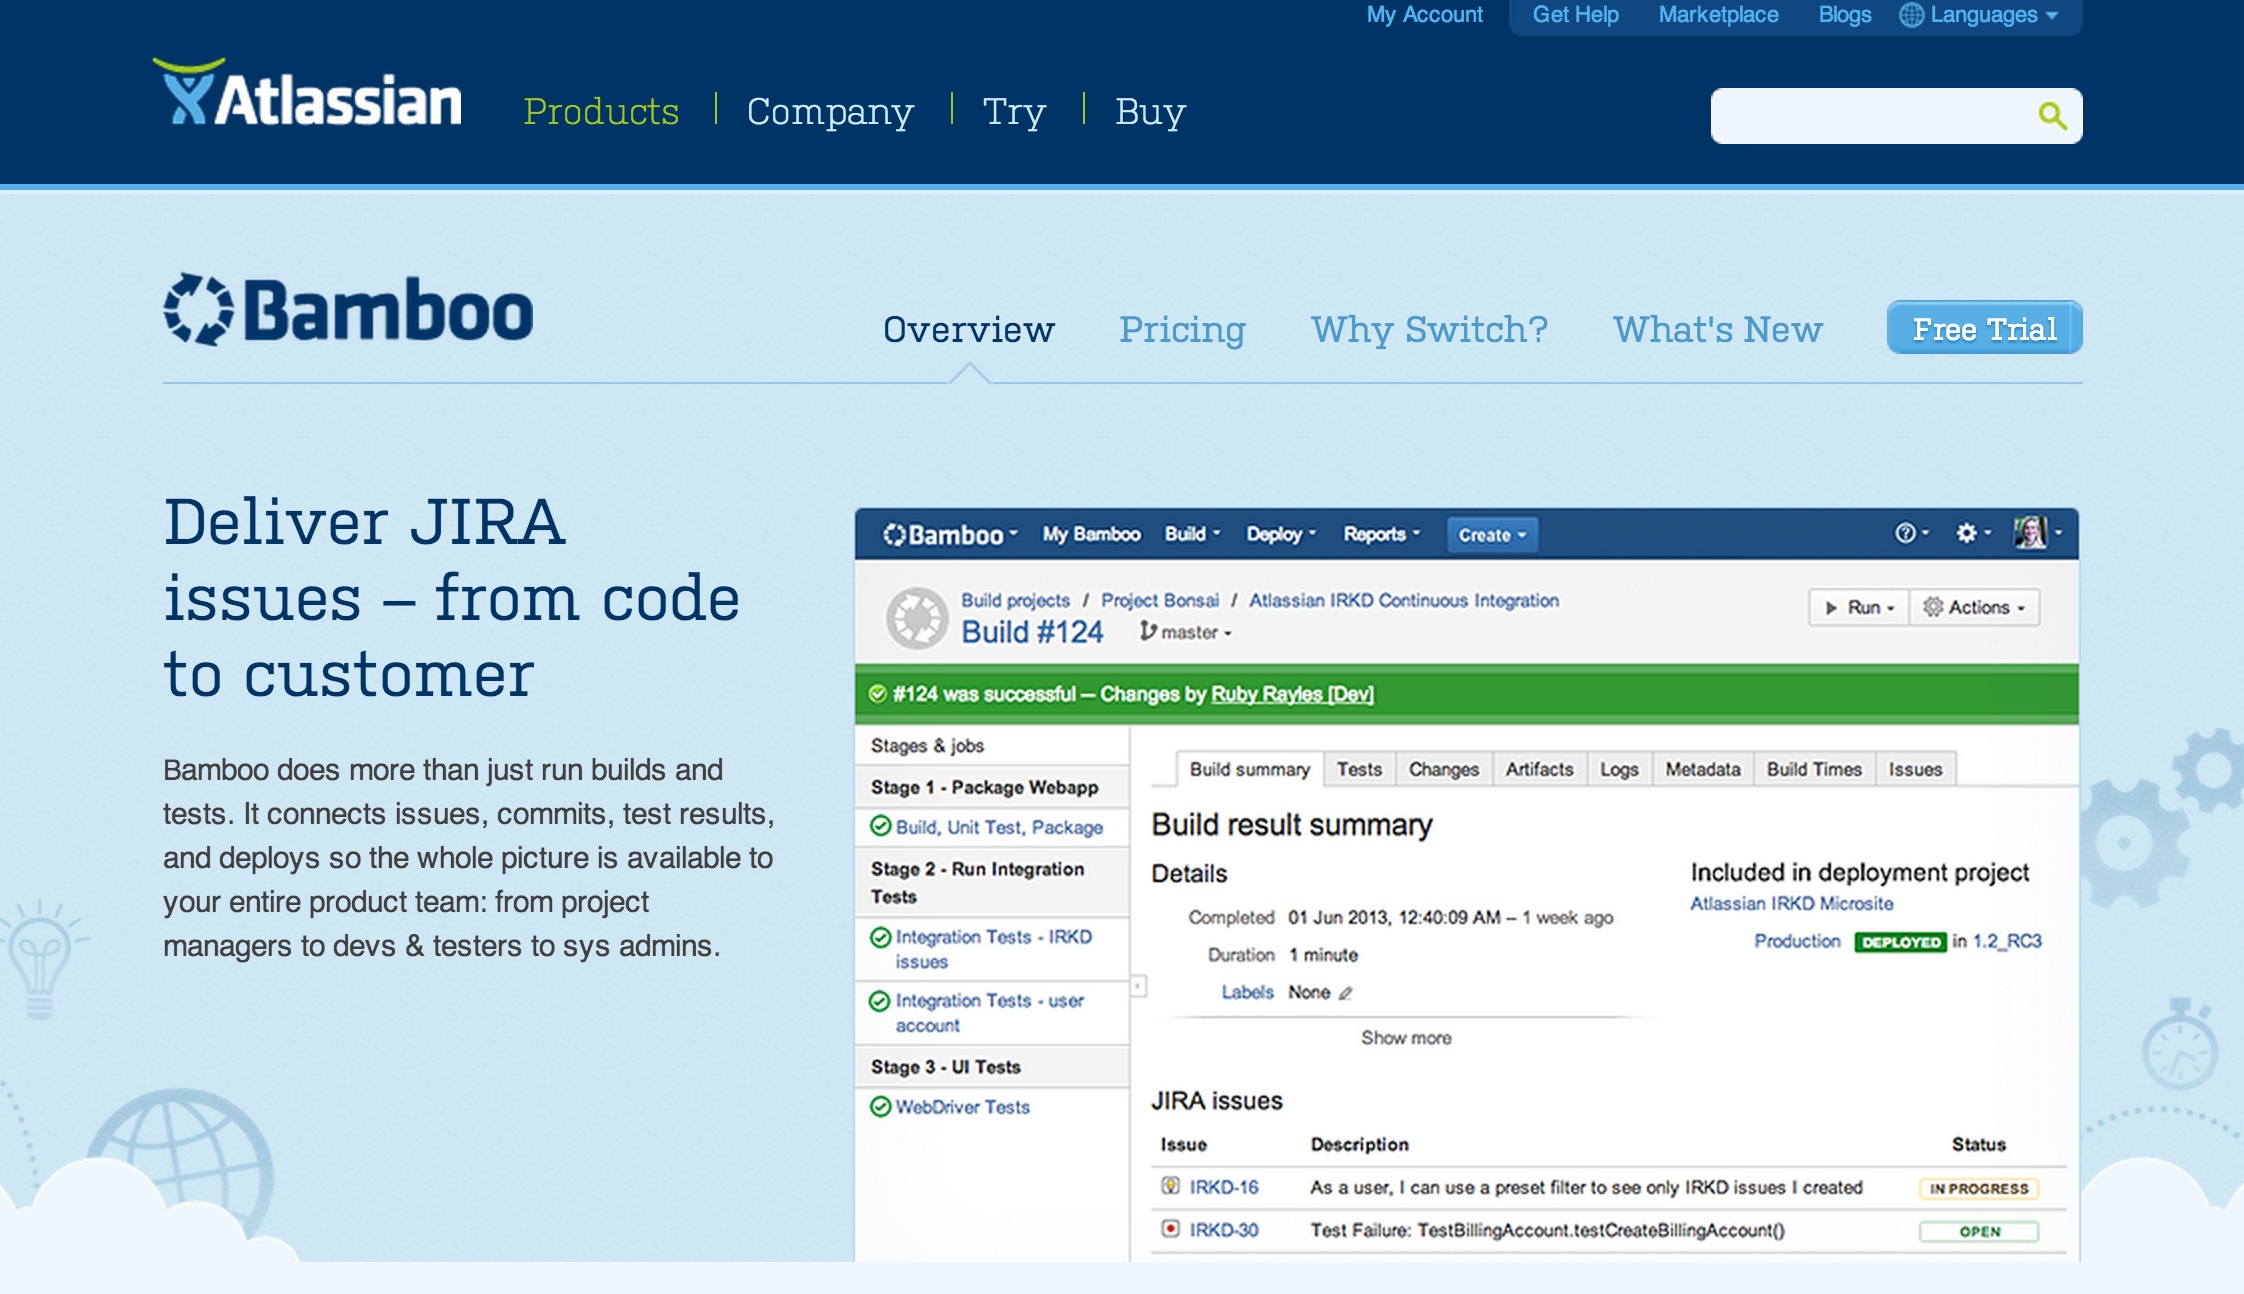 My Account Get Help Marketplace Blogs Languages
Atlassian Products Company Try Buy
Bamboo Overview Pricing Why Switch? What's New Free Trial
Deliver JIRA
issues – from code
to customer
Bamboo does more than just run builds and
tests. It connects issues, commits, test results,
and deploys so the whole picture is available to
your entire product team: from project
managers to devs & testers to sys admins.
Bamboo My Bamboo Build Deploy Reports Create
Build projects / Project Bonsai / Atlassian IRKD Continuous Integration
Build #124 master
Run Actions
#124 was successful – Changes by Ruby Rayles [Dev]
Stages & jobs
Stage 1 - Package Webapp
Build, Unit Test, Package
Stage 2 - Run Integration
Tests
Integration Tests - IRKD
issues
Integration Tests - user
account
Stage 3 - UI Tests
WebDriver Tests
Build summary Tests Changes Artifacts Logs Metadata Build Times Issues
Build result summary
Details
Completed 01 Jun 2013, 12:40:09 AM – 1 week ago
Duration 1 minute
Labels None
Show more
Included in deployment project
Atlassian IRKD Microsite
Production DEPLOYED in 1.2_RC3
JIRA issues
Issue Description Status
IRKD-16 As a user, I can use a preset filter to see only IRKD issues I created IN PROGRESS
IRKD-30 Test Failure: TestBillingAccount.testCreateBillingAccount() OPEN